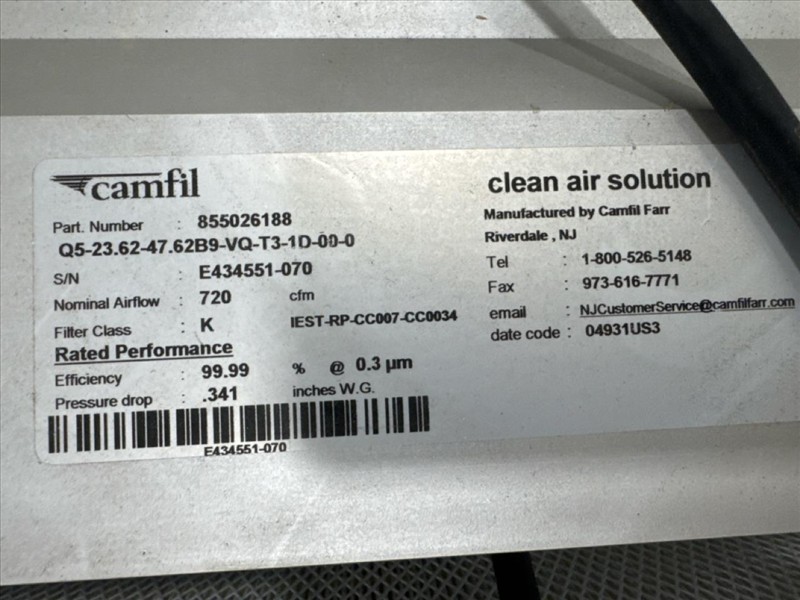 camfil
Part. Number : 855026188
Q5-23.62-47.62B9-VQ-T3-1D-00-0
S/N : E434551-070
Nominal Airflow : 720 cfm
Filter Class : K IEST-RP-CC007-CC0034
Rated Performance
Efficiency : 99.99 % @ 0.3 µm
Pressure drop : .341 inches W.G.
E434551-070
clean air solution
Manufactured by Camfil Farr
Riverdale , NJ
Tel : 1-800-526-5148
Fax : 973-616-7771
email : NJCustomerService@camfilfarr.com
date code : 04931US3